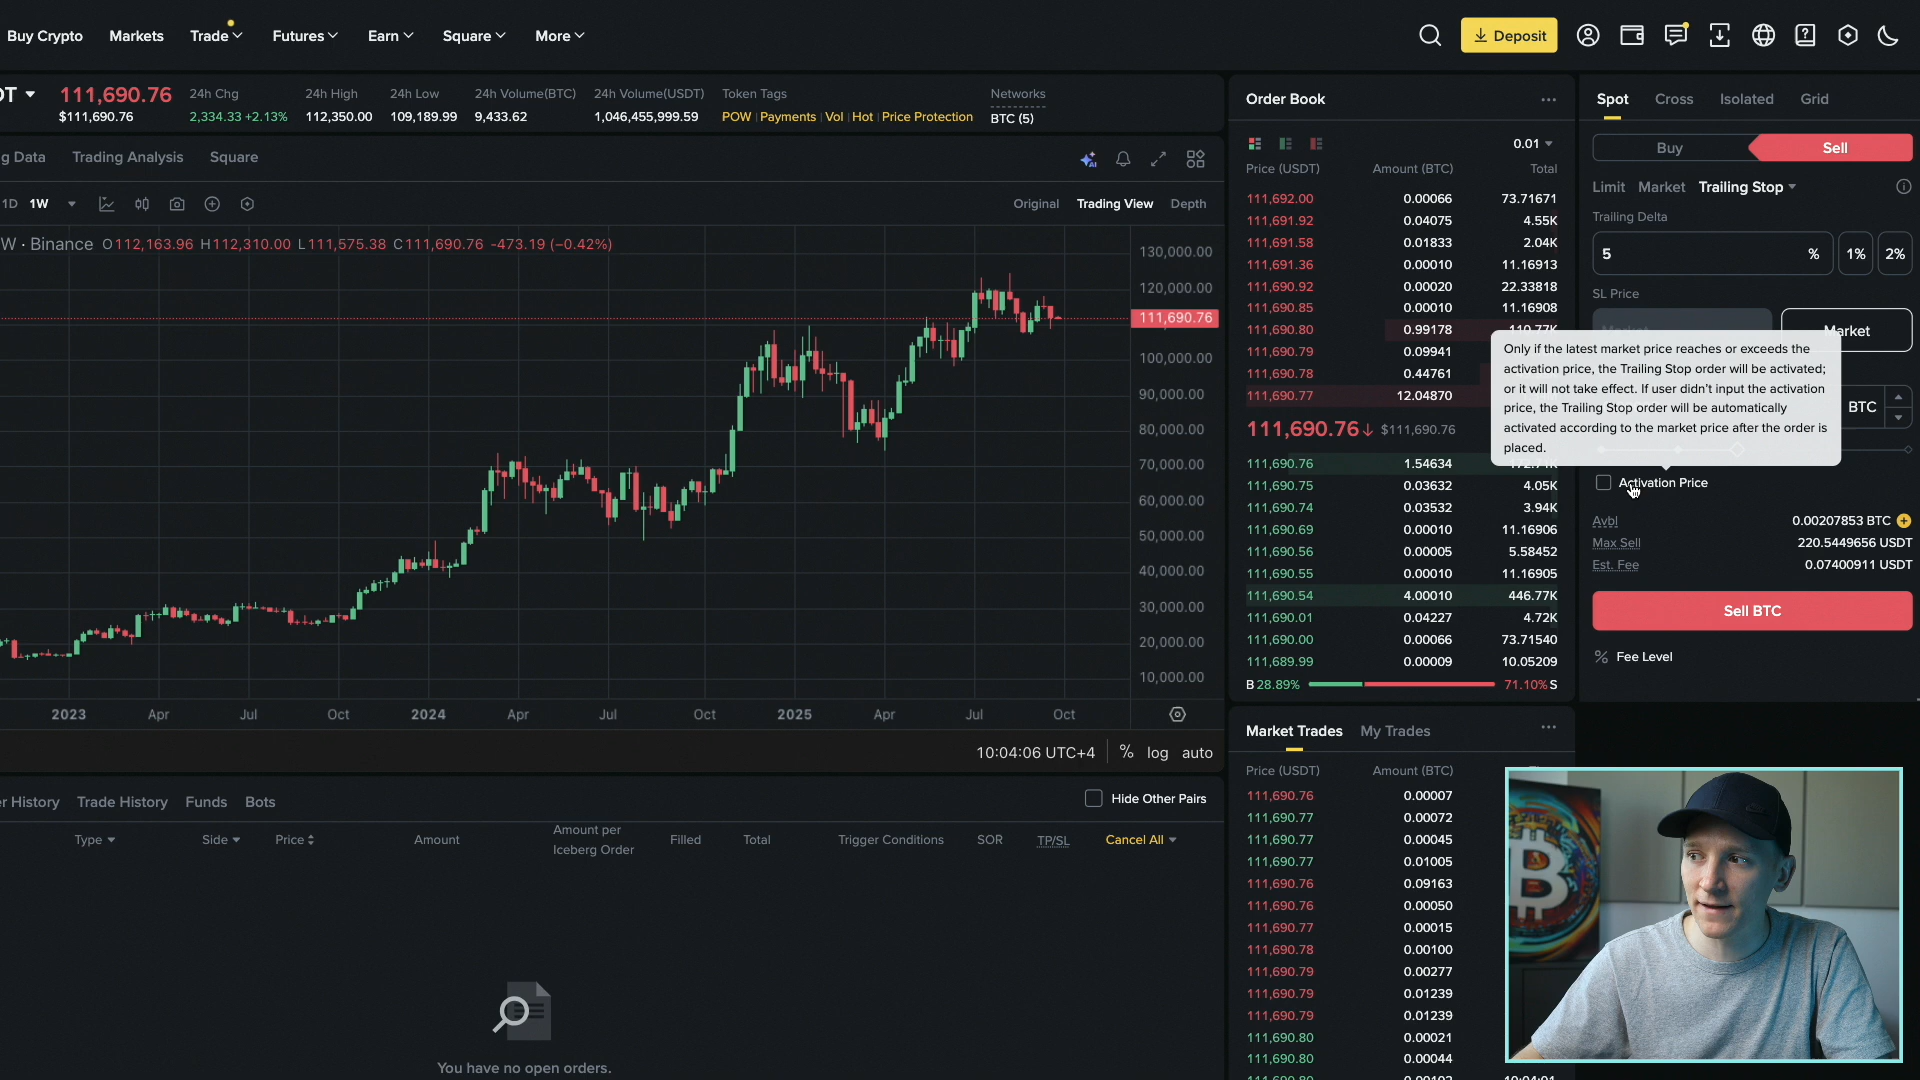 Buy Crypto Markets Trade Futures Earn Square More Deposit
111,690.76
$111,690.76
24h Chg
2,334.33 +2.13%
24h High
112,350.00
24h Low
109,189.99
24h Volume(BTC)
9,433.62
24h Volume(USDT)
1,046,455,999.59
Token Tags
POW Payments Vol Hot Price Protection
Networks
BTC (5)
g Data Trading Analysis Square
AI
1D 1W
Original Trading View Depth
W · Binance O112,163.96 H112,310.00 L111,575.38 C111,690.76 -473.19 (−0.42%)
130,000.00
120,000.00
111,690.76
100,000.00
90,000.00
80,000.00
70,000.00
60,000.00
50,000.00
40,000.00
30,000.00
20,000.00
10,000.00
2023 Apr Jul Oct 2024 Apr Jul Oct 2025 Apr Jul Oct
10:04:06 UTC+4 % log auto
r History Trade History Funds Bots
Hide Other Pairs
Type Side Price Amount Amount per Iceberg Order Filled Total Trigger Conditions SOR TP/SL Cancel All
You have no open orders.
Order Book
0.01
Price (USDT) Amount (BTC) Total
111,692.00 0.00066 73.71671
111,691.92 0.04075 4.55K
111,691.58 0.01833 2.04K
111,691.36 0.00010 11.16913
111,690.92 0.00020 22.33818
111,690.85 0.00010 11.16908
111,690.80 0.99178 110.77K
111,690.79 0.09941
111,690.78 0.44761
111,690.77 12.04870
111,690.76↓ $111,690.76
111,690.76 1.54634
111,690.75 0.03632 4.05K
111,690.74 0.03532 3.94K
111,690.69 0.00010 11.16906
111,690.56 0.00005 5.58452
111,690.55 0.00010 11.16905
111,690.54 4.00010 446.77K
111,690.01 0.04227 4.72K
111,690.00 0.00066 73.71540
111,689.99 0.00009 10.05209
B 28.89% 71.10% S
Market Trades My Trades
Price (USDT) Amount (BTC)
111,690.76 0.00007
111,690.77 0.00072
111,690.77 0.00045
111,690.77 0.01005
111,690.76 0.09163
111,690.76 0.00050
111,690.77 0.00015
111,690.78 0.00100
111,690.79 0.00277
111,690.79 0.01239
111,690.79 0.01239
111,690.80 0.00021
111,690.80 0.00044
Spot Cross Isolated Grid
Buy Sell
Limit Market Trailing Stop
Trailing Delta
5 % 1% 2%
SL Price
Market
Only if the latest market price reaches or exceeds the
activation price, the Trailing Stop order will be activated;
or it will not take effect. If user didn't input the activation
price, the Trailing Stop order will be automatically
activated according to the market price after the order is
placed.
BTC
Activation Price
Avbl 0.00207853 BTC
Max Sell 220.5449656 USDT
Est. Fee 0.07400911 USDT
Sell BTC
% Fee Level